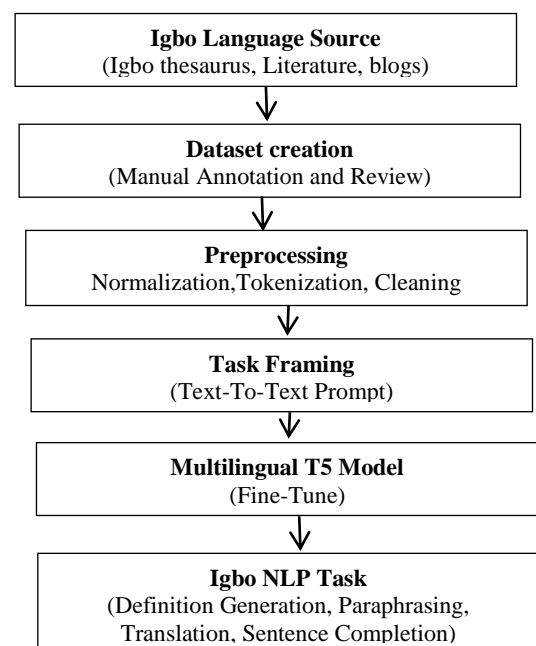 Igbo Language Source
(Igbo thesaurus, Literature, blogs)
Dataset creation
(Manual Annotation and Review)
Preprocessing
Normalization,Tokenization, Cleaning
Task Framing
(Text-To-Text Prompt)
Multilingual T5 Model
(Fine-Tune)
Igbo NLP Task
(Definition Generation, Paraphrasing,
Translation, Sentence Completion)